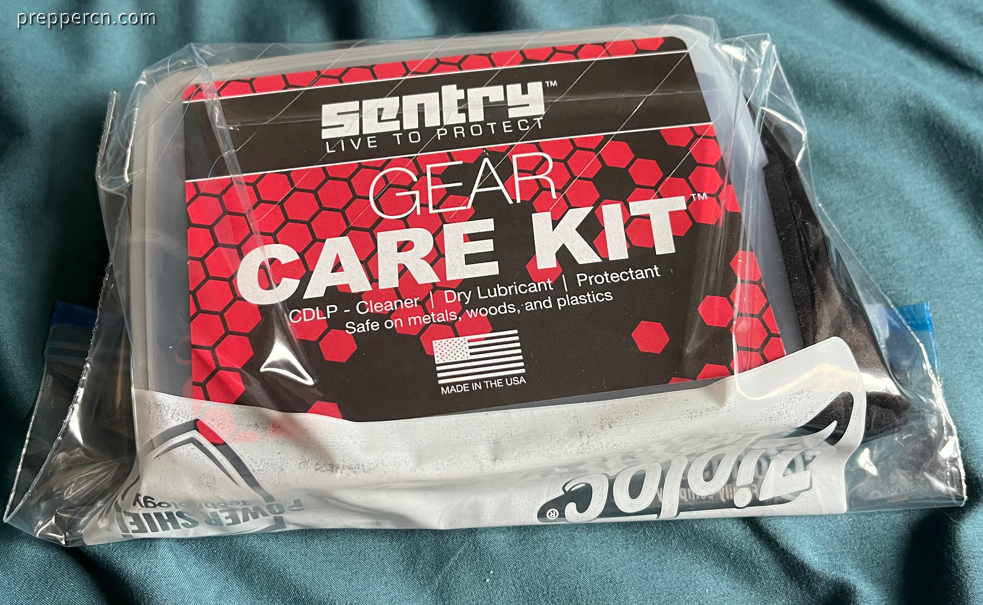 preppercn.com
sentry™
LIVE TO PROTECT
GEAR
CARE KIT™
CDLP - Cleaner | Dry Lubricant | Protectant
Safe on metals, woods, and plastics
MADE IN THE USA
Ziploc®
POWER SHIE